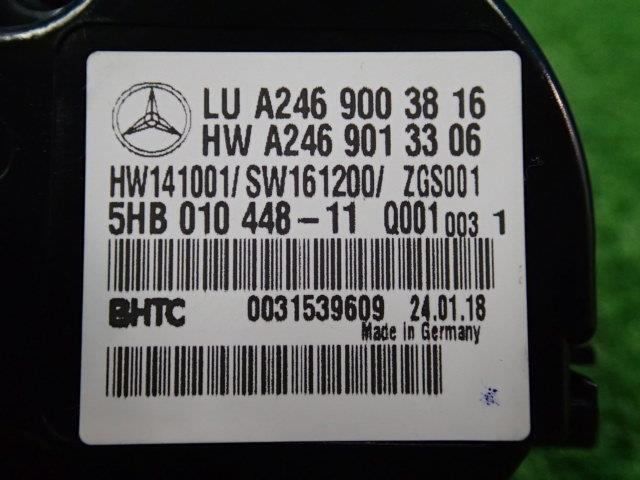 LU A246 900 38 16
HW A246 901 33 06
HW141001/ SW161200/ ZGS001
5HB 010 448-11 Q001 003 1
BHTC 0031539609 24.01.18
Made in Germany